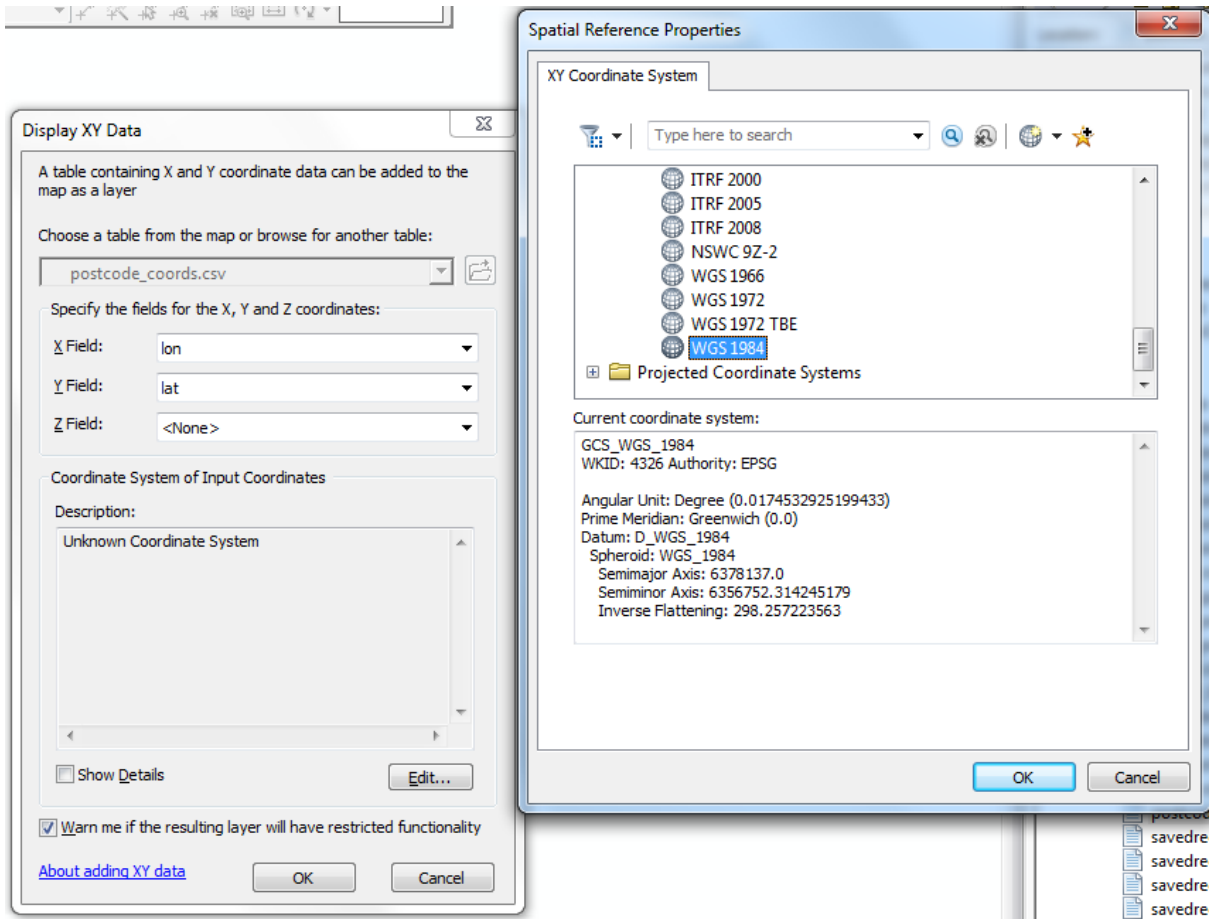 Display XY Data
A table containing X and Y coordinate data can be added to the
map as a layer
Choose a table from the map or browse for another table:
postcode_coords.csv
Specify the fields for the X, Y and Z coordinates:
X Field:
lon
Y Field:
lat
Z Field:
<None>
Coordinate System of Input Coordinates
Description:
Unknown Coordinate System
Show Details
Edit...
Warn me if the resulting layer will have restricted functionality
About adding XY data
OK
Cancel
Spatial Reference Properties
XY Coordinate System
Type here to search
ITRF 2000
ITRF 2005
ITRF 2008
NSWC 9Z-2
WGS 1966
WGS 1972
WGS 1972 TBE
WGS 1984
Projected Coordinate Systems
Current coordinate system:
GCS_WGS_1984
WKID: 4326 Authority: EPSG
Angular Unit: Degree (0.0174532925199433)
Prime Meridian: Greenwich (0.0)
Datum: D_WGS_1984
Spheroid: WGS_1984
Semimajor Axis: 6378137.0
Semiminor Axis: 6356752.314245179
Inverse Flattening: 298.257223563
OK
Cancel
savedre
savedre
savedre
savedre